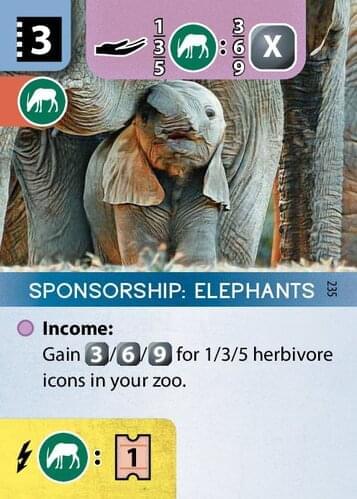 3
1 3
3 : 6 X
5 9
SPONSORSHIP: ELEPHANTS 235
Income:
Gain 3/6/9 for 1/3/5 herbivore
icons in your zoo.
: 1